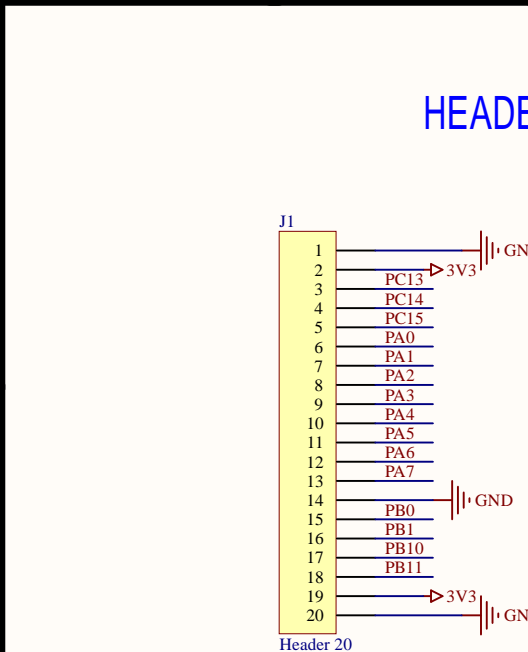 HEADE
J1
1 GN
2 3V3
3 PC13
4 PC14
5 PC15
6 PA0
7 PA1
8 PA2
9 PA3
10 PA4
11 PA5
12 PA6
13 PA7
14 GND
15 PB0
16 PB1
17 PB10
18 PB11
19 3V3
20 GN
Header 20